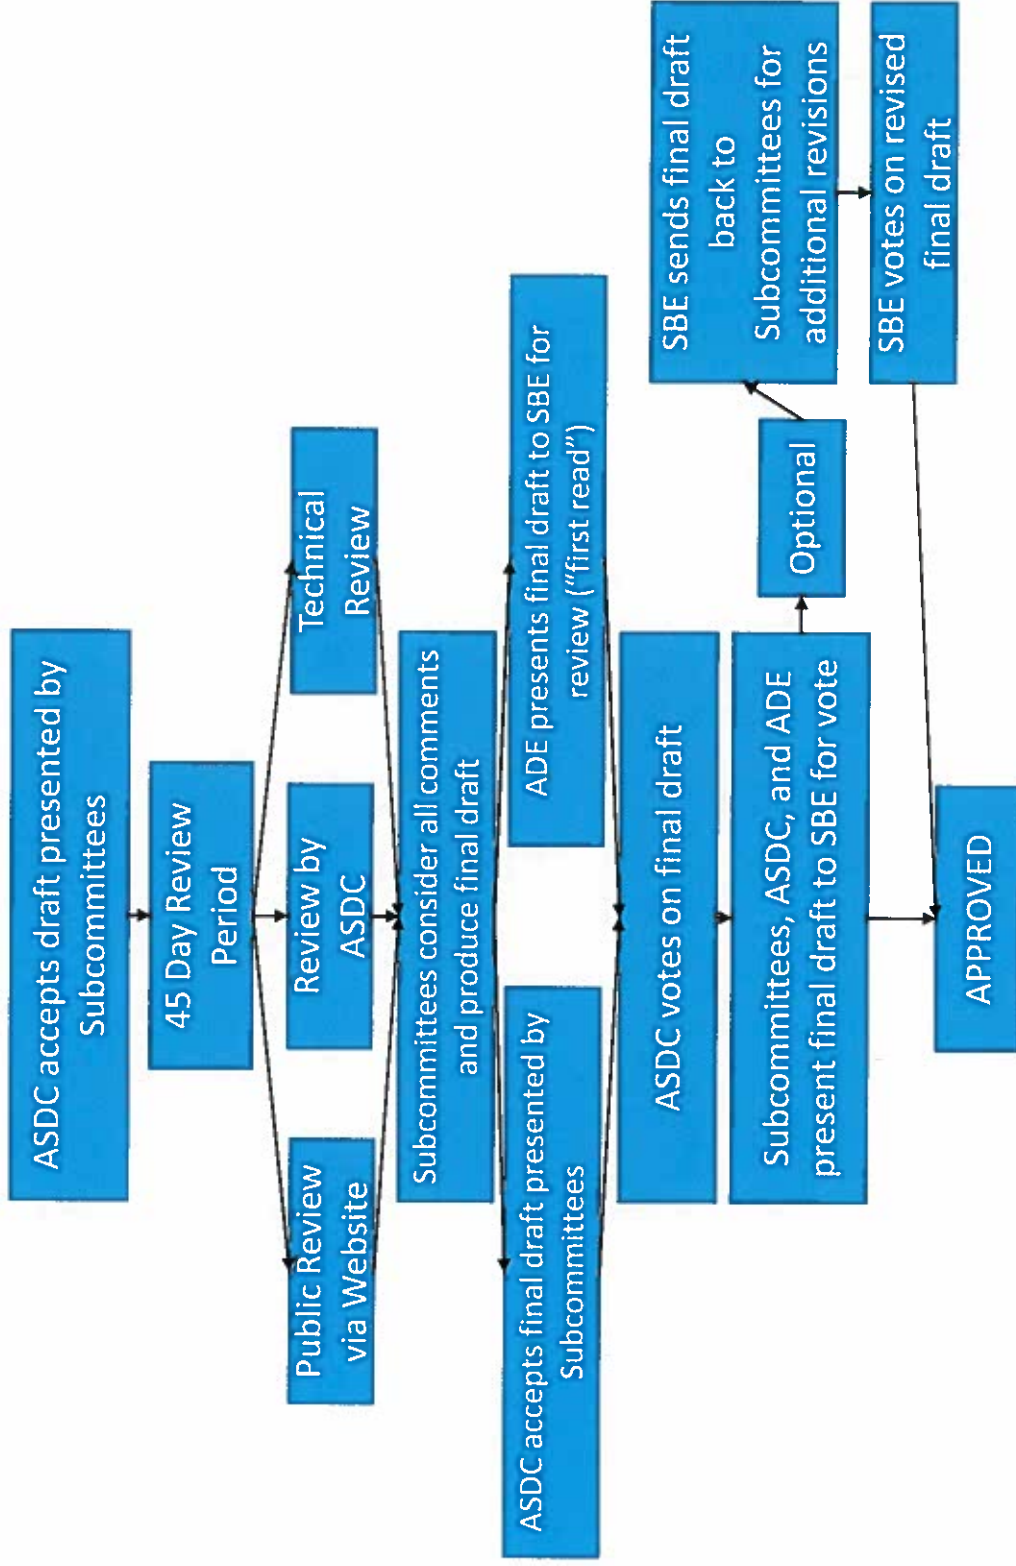 ASDC accepts draft presented by
Subcommittees
45 Day Review
Period
Public Review
via Website
Review by
ASDC
Technical
Review
Subcommittees consider all comments
and produce final draft
ASDC accepts final draft presented by
Subcommittees
ADE presents final draft to SBE for
review (“first read”)
ASDC votes on final draft
Subcommittees, ASDC, and ADE
present final draft to SBE for vote
Optional
SBE sends final draft
back to
Subcommittees for
additional revisions
SBE votes on revised
final draft
APPROVED